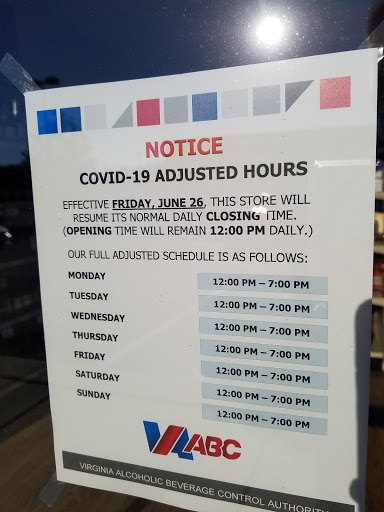 NOTICE
COVID-19 ADJUSTED HOURS
EFFECTIVE FRIDAY, JUNE 26, THIS STORE WILL
RESUME ITS NORMAL DAILY CLOSING TIME.
(OPENING TIME WILL REMAIN 12:00 PM DAILY.)
OUR FULL ADJUSTED SCHEDULE IS AS FOLLOWS:
MONDAY 12:00 PM – 7:00 PM
TUESDAY 12:00 PM – 7:00 PM
WEDNESDAY 12:00 PM – 7:00 PM
THURSDAY 12:00 PM – 7:00 PM
FRIDAY 12:00 PM – 7:00 PM
SATURDAY 12:00 PM – 7:00 PM
SUNDAY 12:00 PM – 7:00 PM
VA ABC
VIRGINIA ALCOHOLIC BEVERAGE CONTROL AUTHORITY